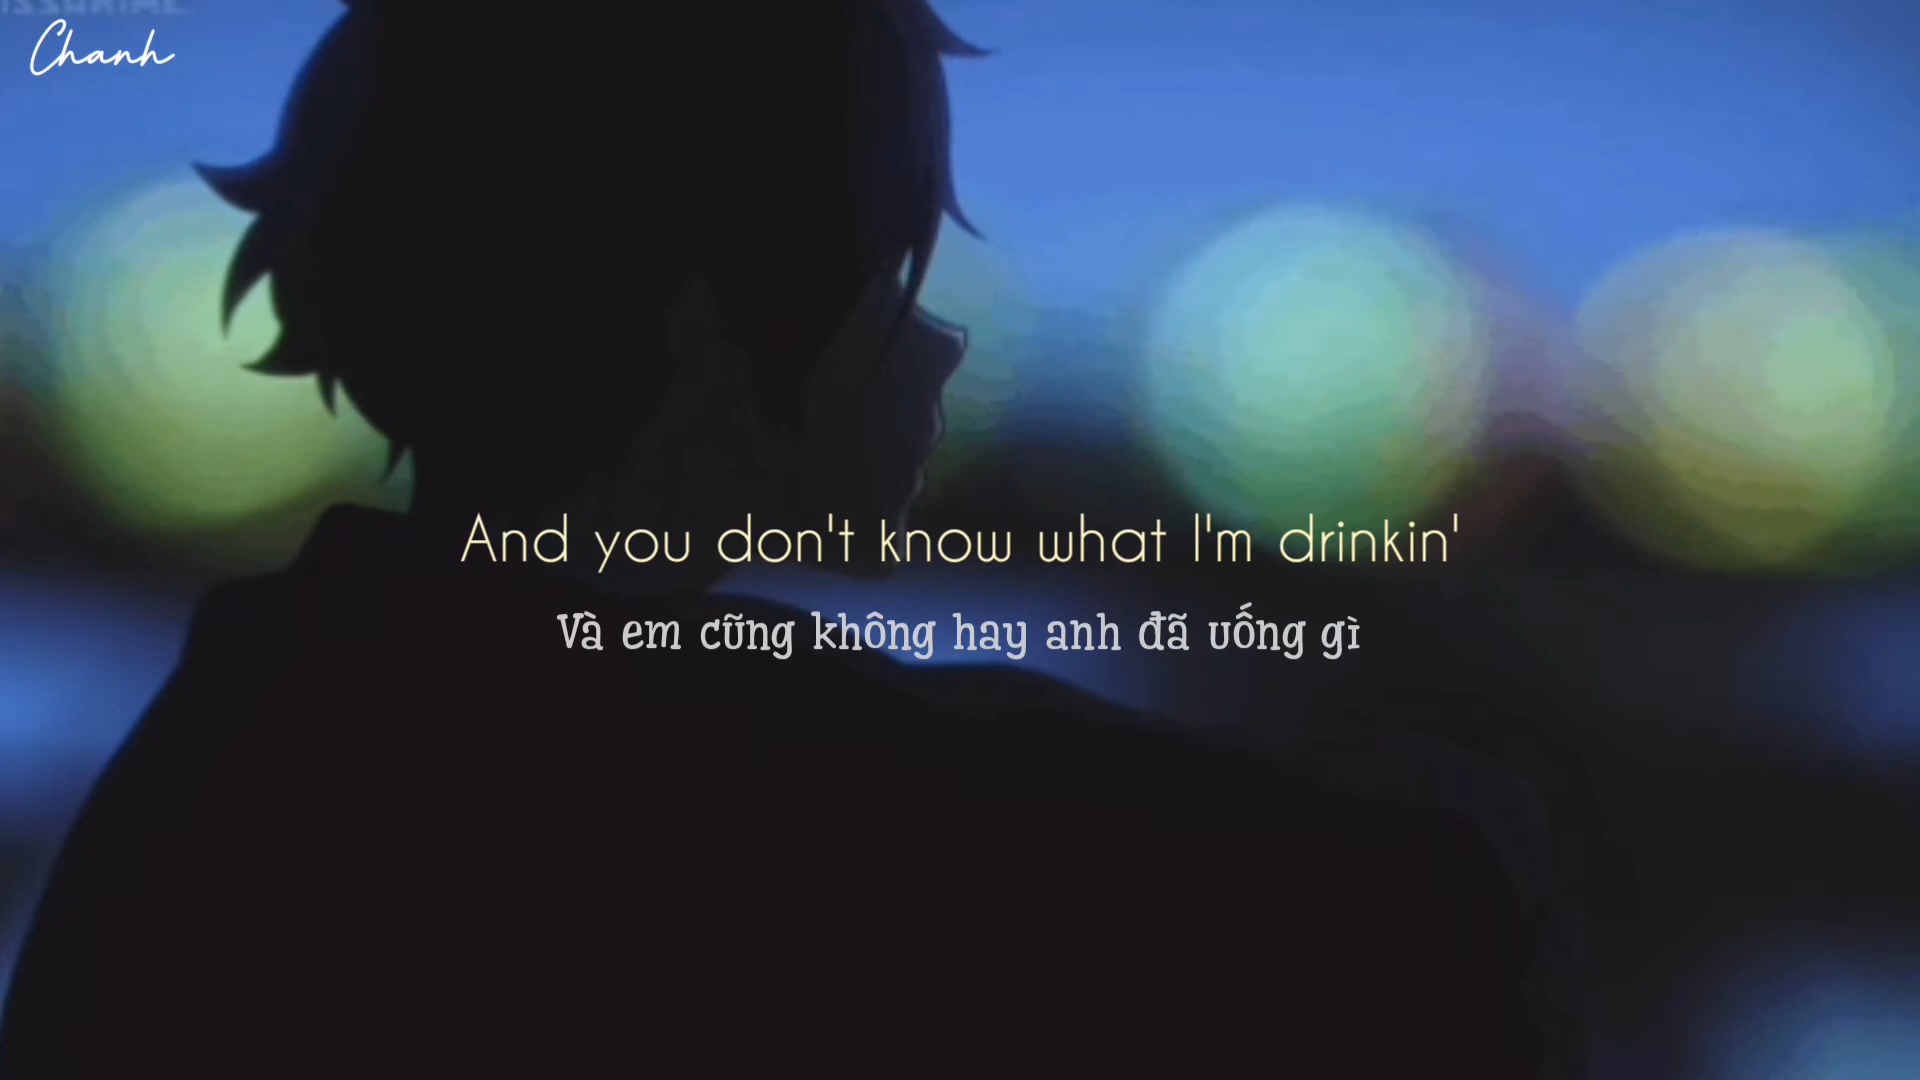 Chanh
And you don't know what I'm drinkin'
Và em cũng không hay anh đã uống gì